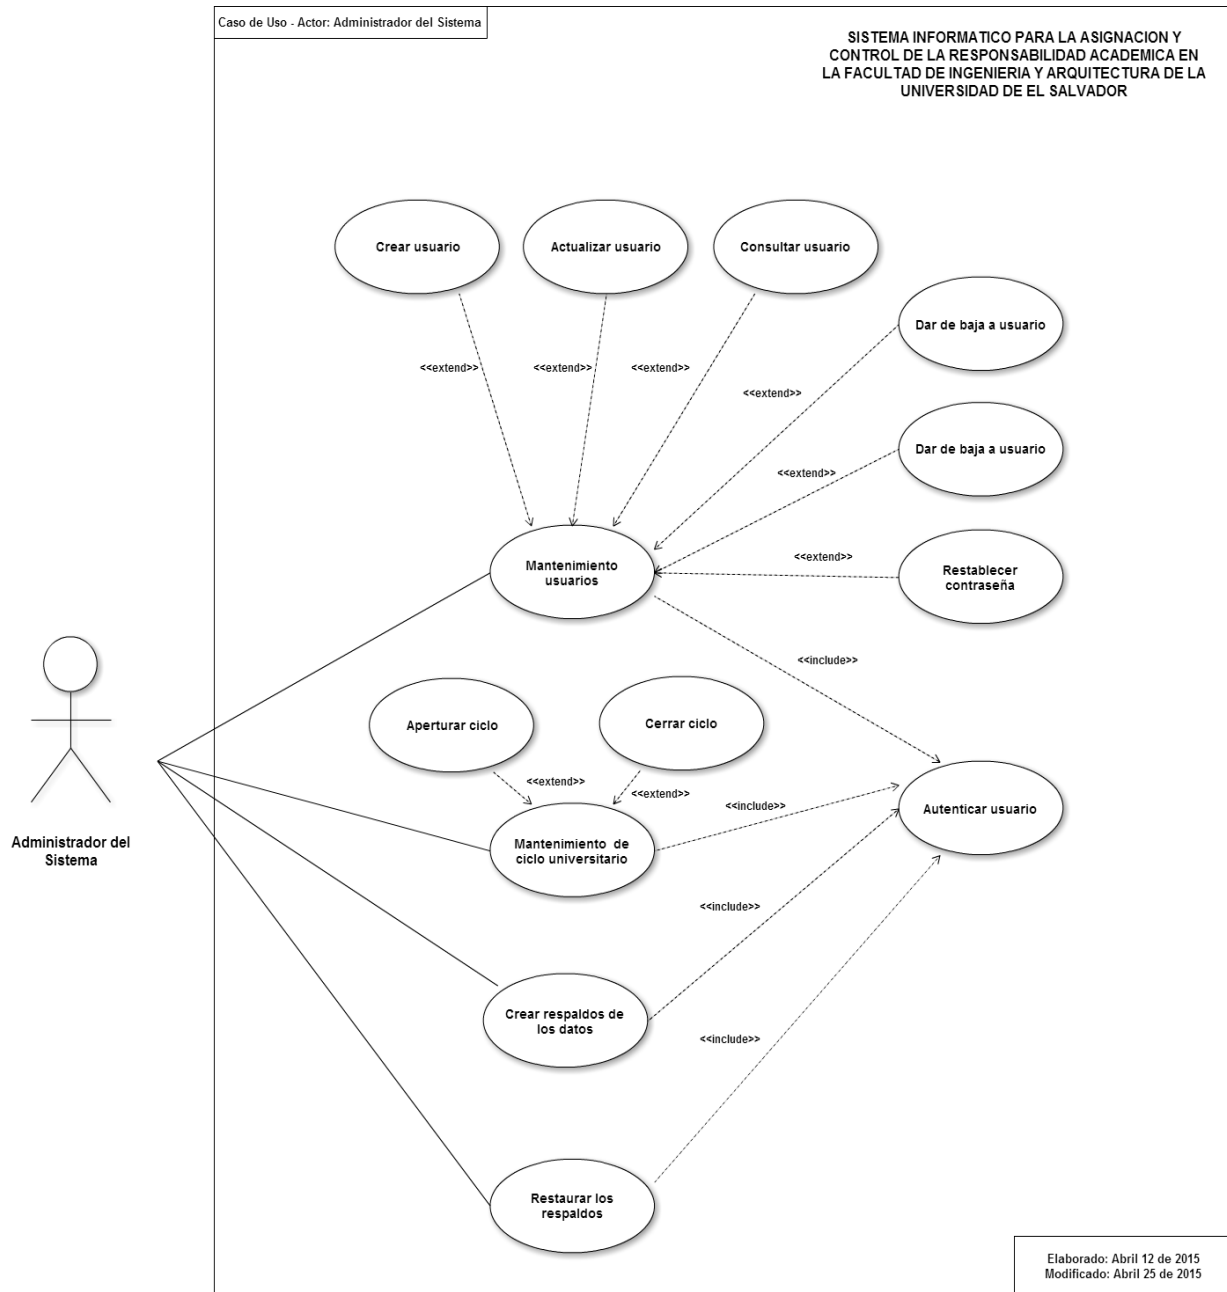 Caso de Uso - Actor: Administrador del Sistema
SISTEMA INFORMATICO PARA LA ASIGNACION Y
CONTROL DE LA RESPONSABILIDAD ACADEMICA EN
LA FACULTAD DE INGENIERIA Y ARQUITECTURA DE LA
UNIVERSIDAD DE EL SALVADOR
Crear usuario
Actualizar usuario
Consultar usuario
Dar de baja a usuario
<<extend>>
<<extend>>
<<extend>>
<<extend>>
Dar de baja a usuario
<<extend>>
<<extend>>
Mantenimiento
usuarios
Restablecer
contraseña
<<include>>
Aperturar ciclo
Cerrar ciclo
<<extend>>
<<extend>>
<<include>>
Autenticar usuario
Administrador del
Sistema
Mantenimiento  de
ciclo universitario
<<include>>
Crear respaldos de
los datos
<<include>>
Restaurar los
respaldos
Elaborado: Abril 12 de 2015
Modificado: Abril 25 de 2015